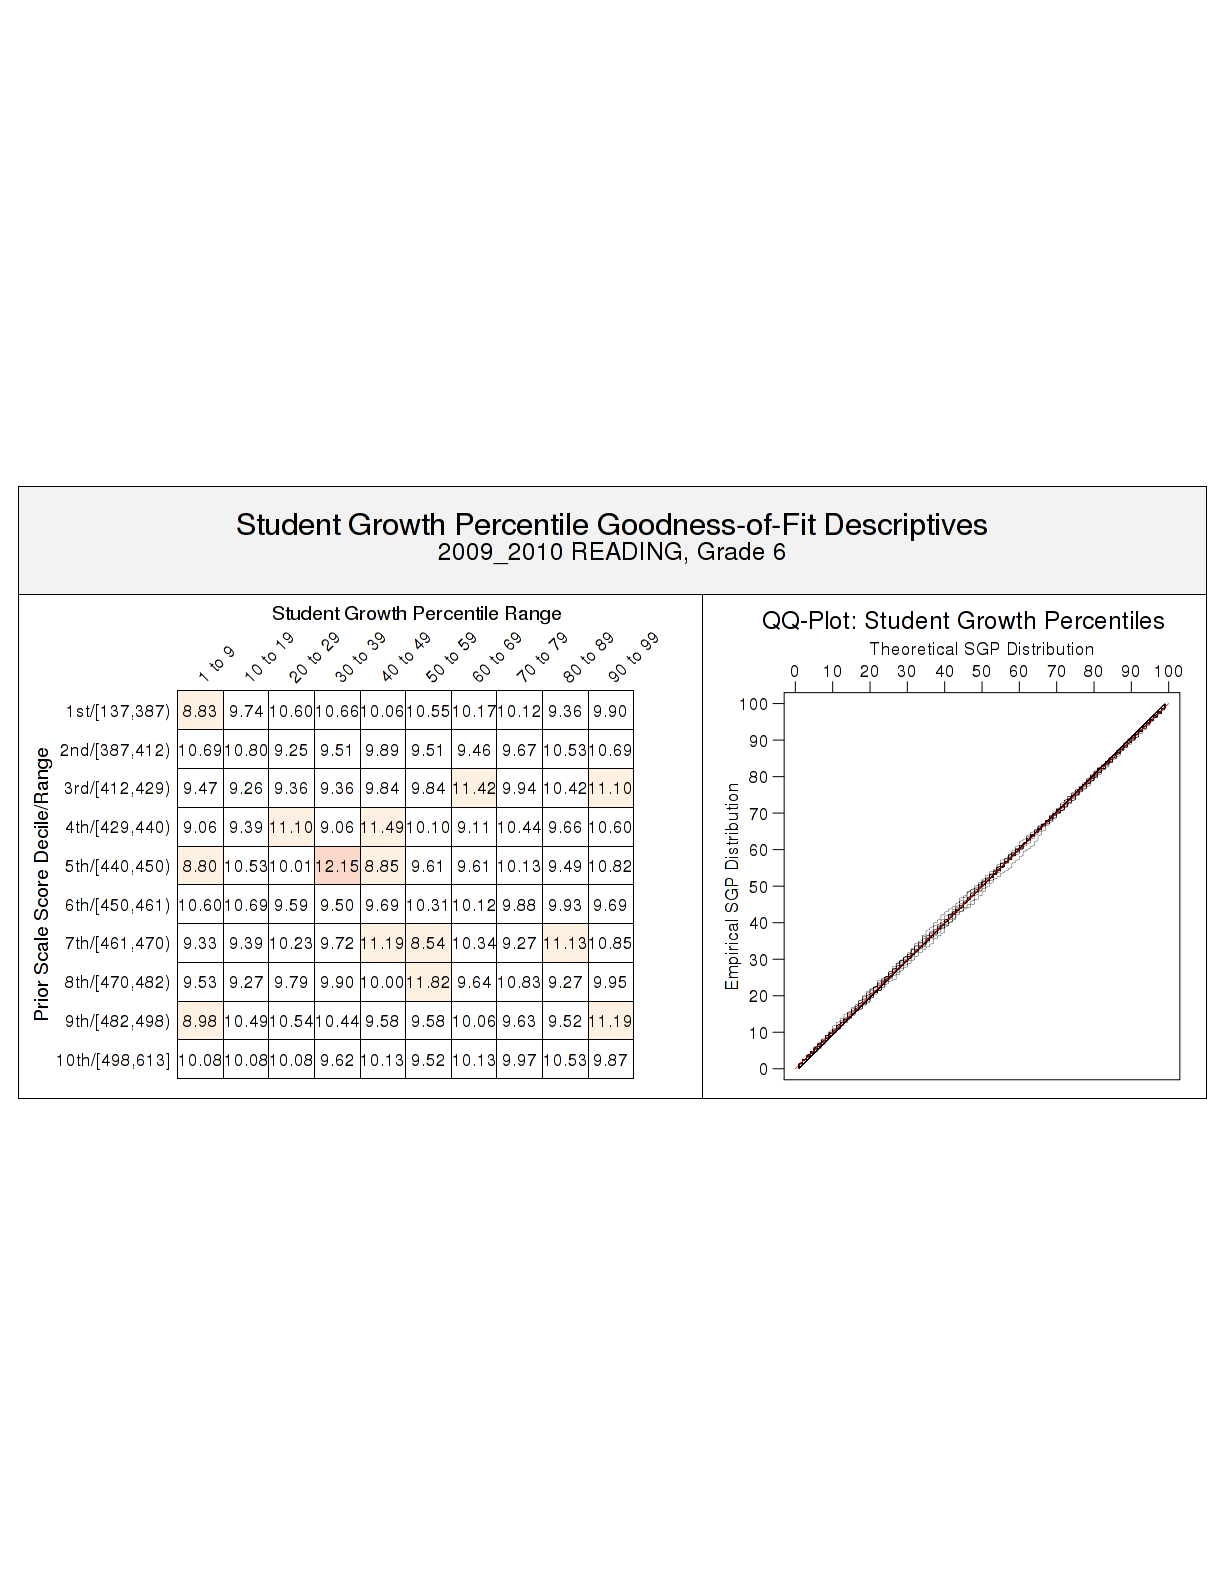 Student Growth Percentile Goodness-of-Fit Descriptives
2009_2010 READING, Grade 6
Student Growth Percentile Range
1 to 9 10 to 19 20 to 29 30 to 39 40 to 49 50 to 59 60 to 69 70 to 79 80 to 89 90 to 99
Prior Scale Score Decile/Range
1st/[137,387) 8.83 9.74 10.60 10.66 10.06 10.55 10.17 10.12 9.36 9.90
2nd/[387,412) 10.69 10.80 9.25 9.51 9.89 9.51 9.46 9.67 10.53 10.69
3rd/[412,429) 9.47 9.26 9.36 9.36 9.84 9.84 11.42 9.94 10.42 11.10
4th/[429,440) 9.06 9.39 11.10 9.06 11.49 10.10 9.11 10.44 9.66 10.60
5th/[440,450) 8.80 10.53 10.01 12.15 8.85 9.61 9.61 10.13 9.49 10.82
6th/[450,461) 10.60 10.69 9.59 9.50 9.69 10.31 10.12 9.88 9.93 9.69
7th/[461,470) 9.33 9.39 10.23 9.72 11.19 8.54 10.34 9.27 11.13 10.85
8th/[470,482) 9.53 9.27 9.79 9.90 10.00 11.82 9.64 10.83 9.27 9.95
9th/[482,498) 8.98 10.49 10.54 10.44 9.58 9.58 10.06 9.63 9.52 11.19
10th/[498,613] 10.08 10.08 10.08 9.62 10.13 9.52 10.13 9.97 10.53 9.87
QQ-Plot: Student Growth Percentiles
Theoretical SGP Distribution
0 10 20 30 40 50 60 70 80 90 100
Empirical SGP Distribution
100
90
80
70
60
50
40
30
20
10
0